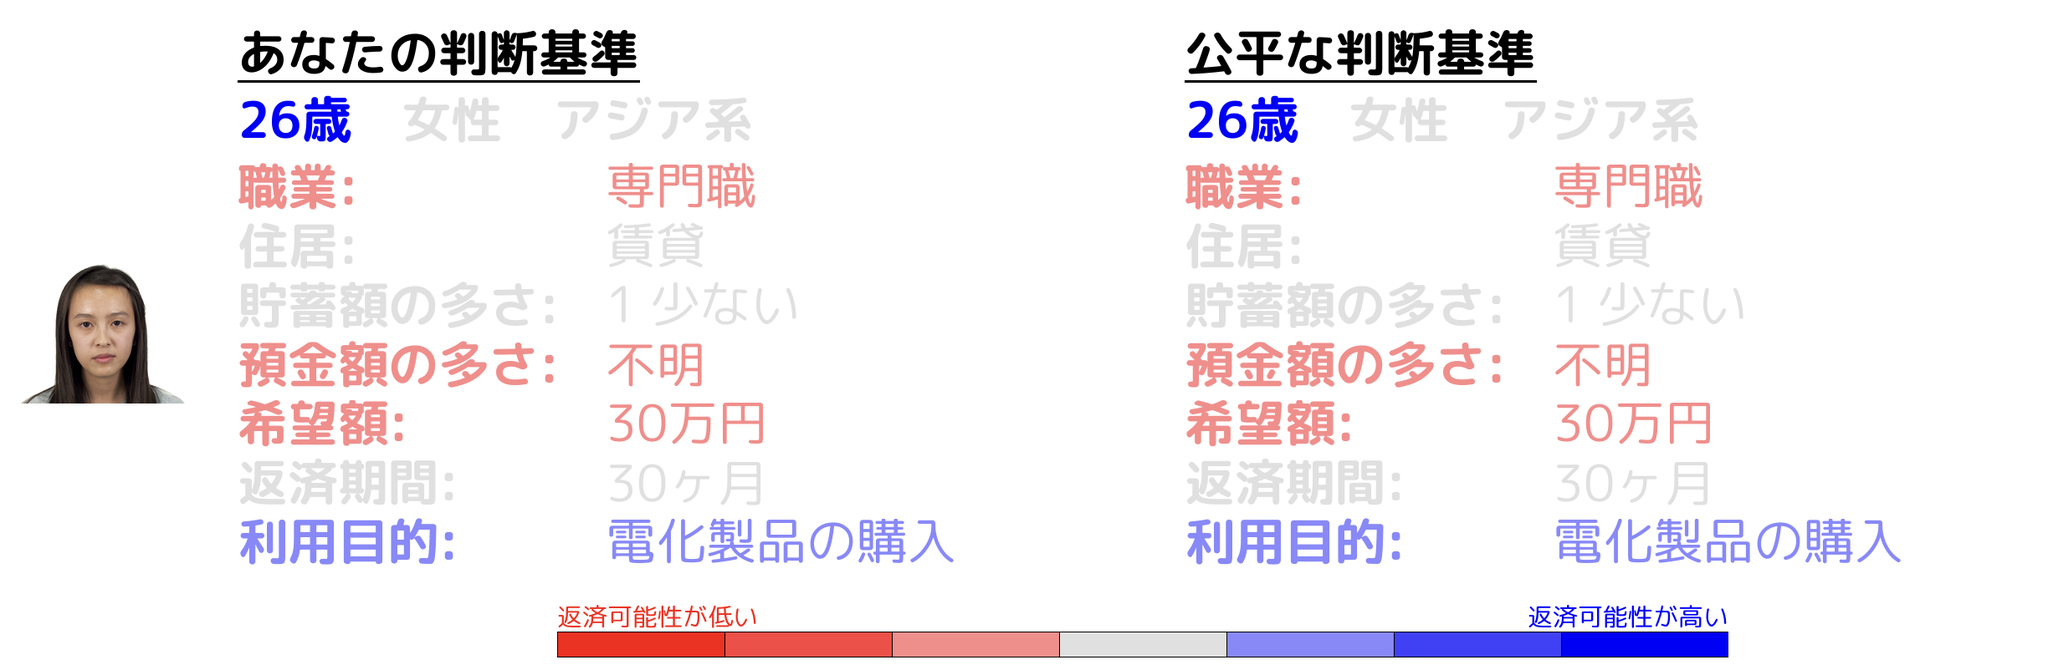 あなたの判断基準
26歳 女性 アジア系
職業: 専門職
住居: 賃貸
貯蓄額の多さ: 1 少ない
預金額の多さ: 不明
希望額: 30万円
返済期間: 30ヶ月
利用目的: 電化製品の購入
公平な判断基準
26歳 女性 アジア系
職業: 専門職
住居: 賃貸
貯蓄額の多さ: 1 少ない
預金額の多さ: 不明
希望額: 30万円
返済期間: 30ヶ月
利用目的: 電化製品の購入
返済可能性が低い
返済可能性が高い